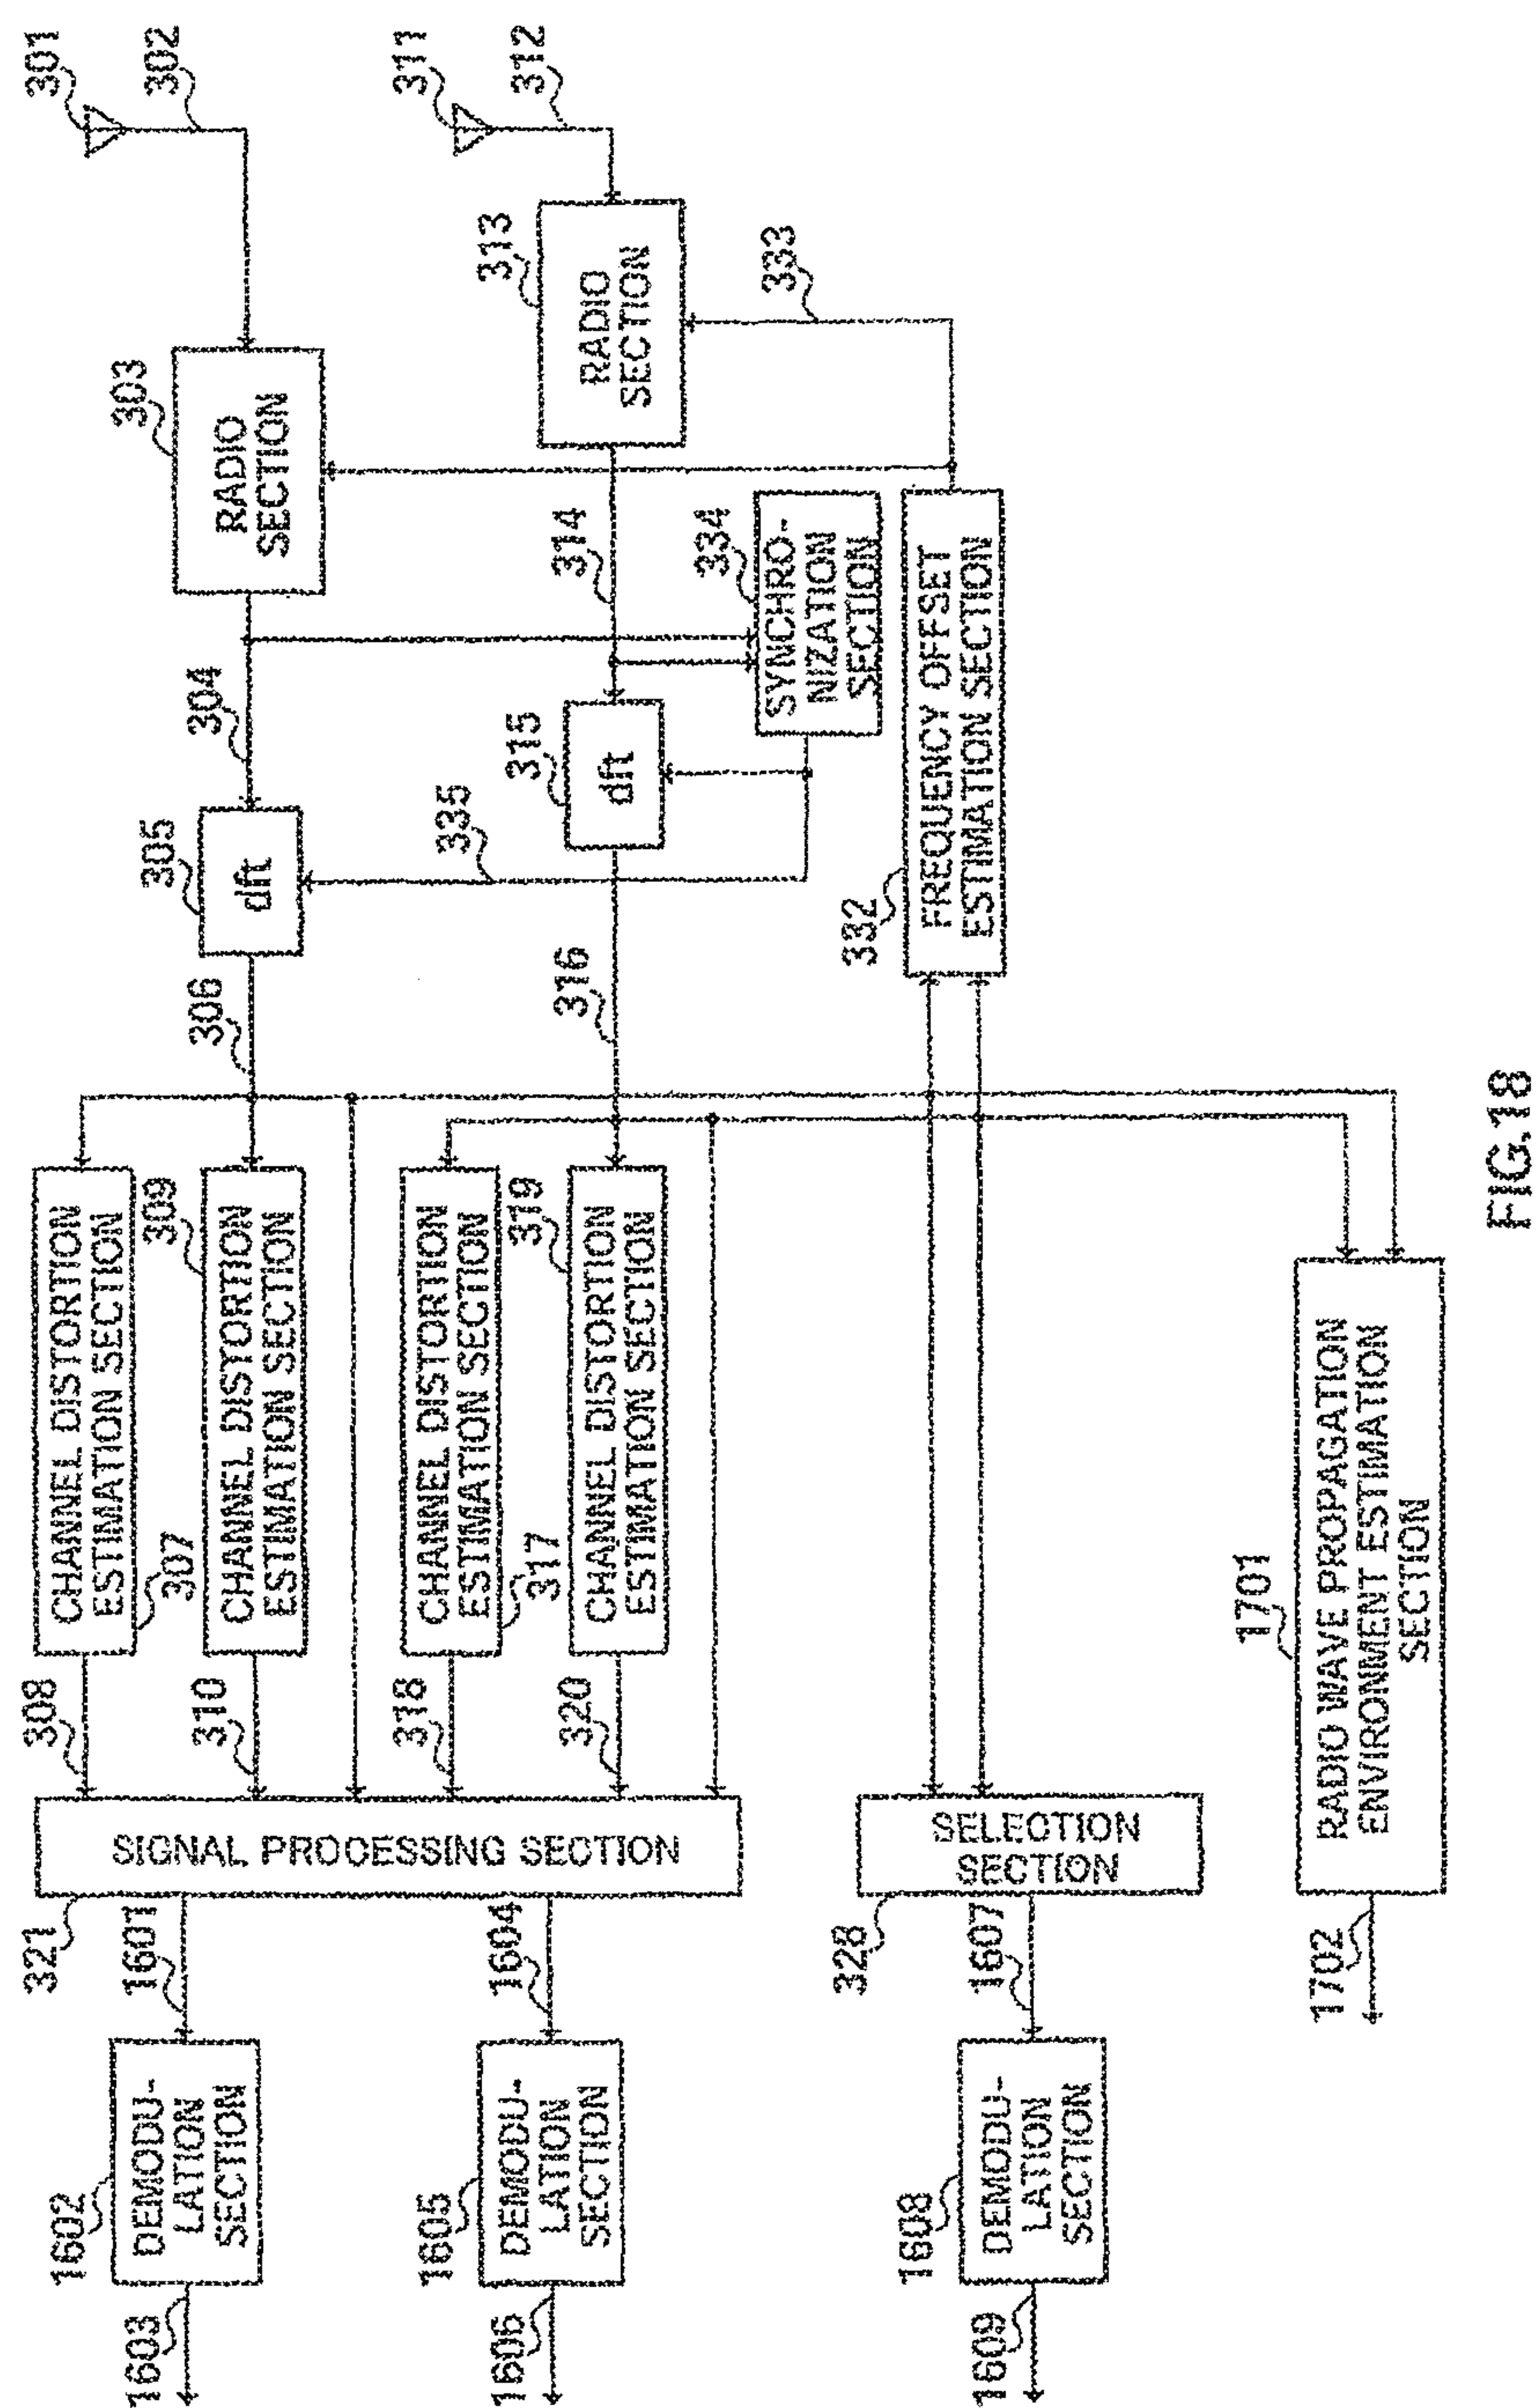 301
302
303
RADIO
SECTION
304
305
dft
306
CHANNEL DISTORTION
ESTIMATION SECTION
307
308
309
CHANNEL DISTORTION
ESTIMATION SECTION
310
311
312
313
RADIO
SECTION
333
314
334
SYNCHRO-
NIZATION
SECTION
315
dft
335
316
332
FREQUENCY OFFSET
ESTIMATION SECTION
CHANNEL DISTORTION
ESTIMATION SECTION
317
318
319
CHANNEL DISTORTION
ESTIMATION SECTION
320
SIGNAL PROCESSING SECTION
321
1601
1602
DEMODU-
LATION
SECTION
1603
1604
1605
DEMODU-
LATION
SECTION
1606
SELECTION
SECTION
328
1607
1608
DEMODU-
LATION
SECTION
1609
1701
RADIO WAVE PROPAGATION
ENVIRONMENT ESTIMATION
SECTION
1702
FIG.18